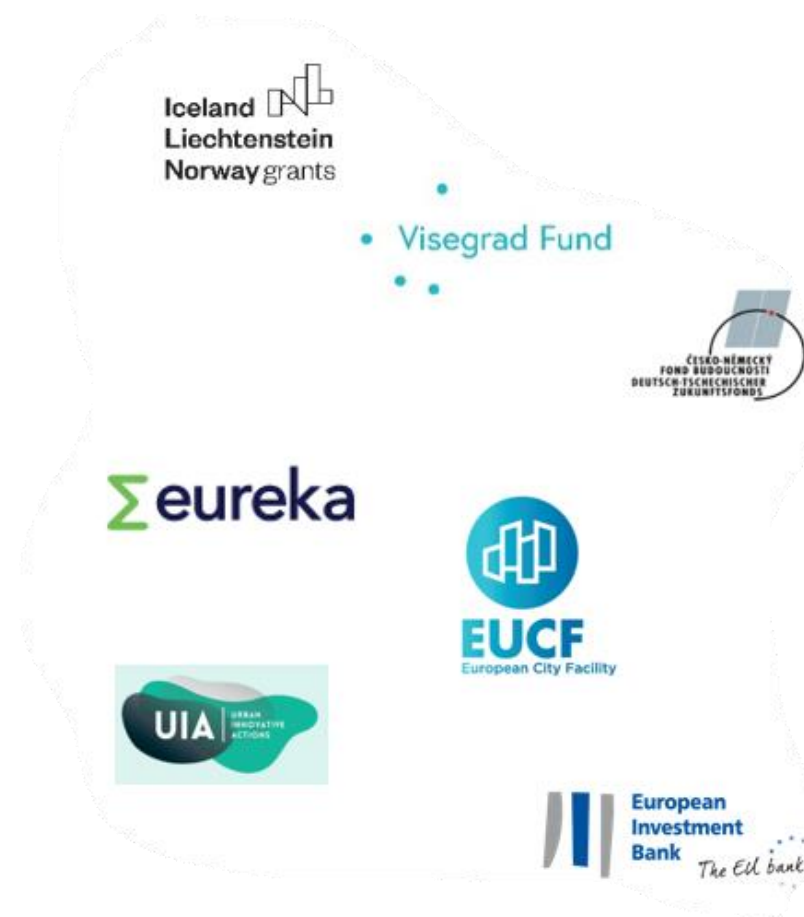 Iceland
Liechtenstein
Norway grants
Visegrad Fund
ČESKO-NĚMECKÝ
FOND BUDOUCNOSTI
DEUTSCH-TSCHECHISCHER
ZUKUNFTSFONDS
eureka
EUCF
European City Facility
UIA
URBAN
INNOVATIVE
ACTIONS
European
Investment
Bank
The EU bank